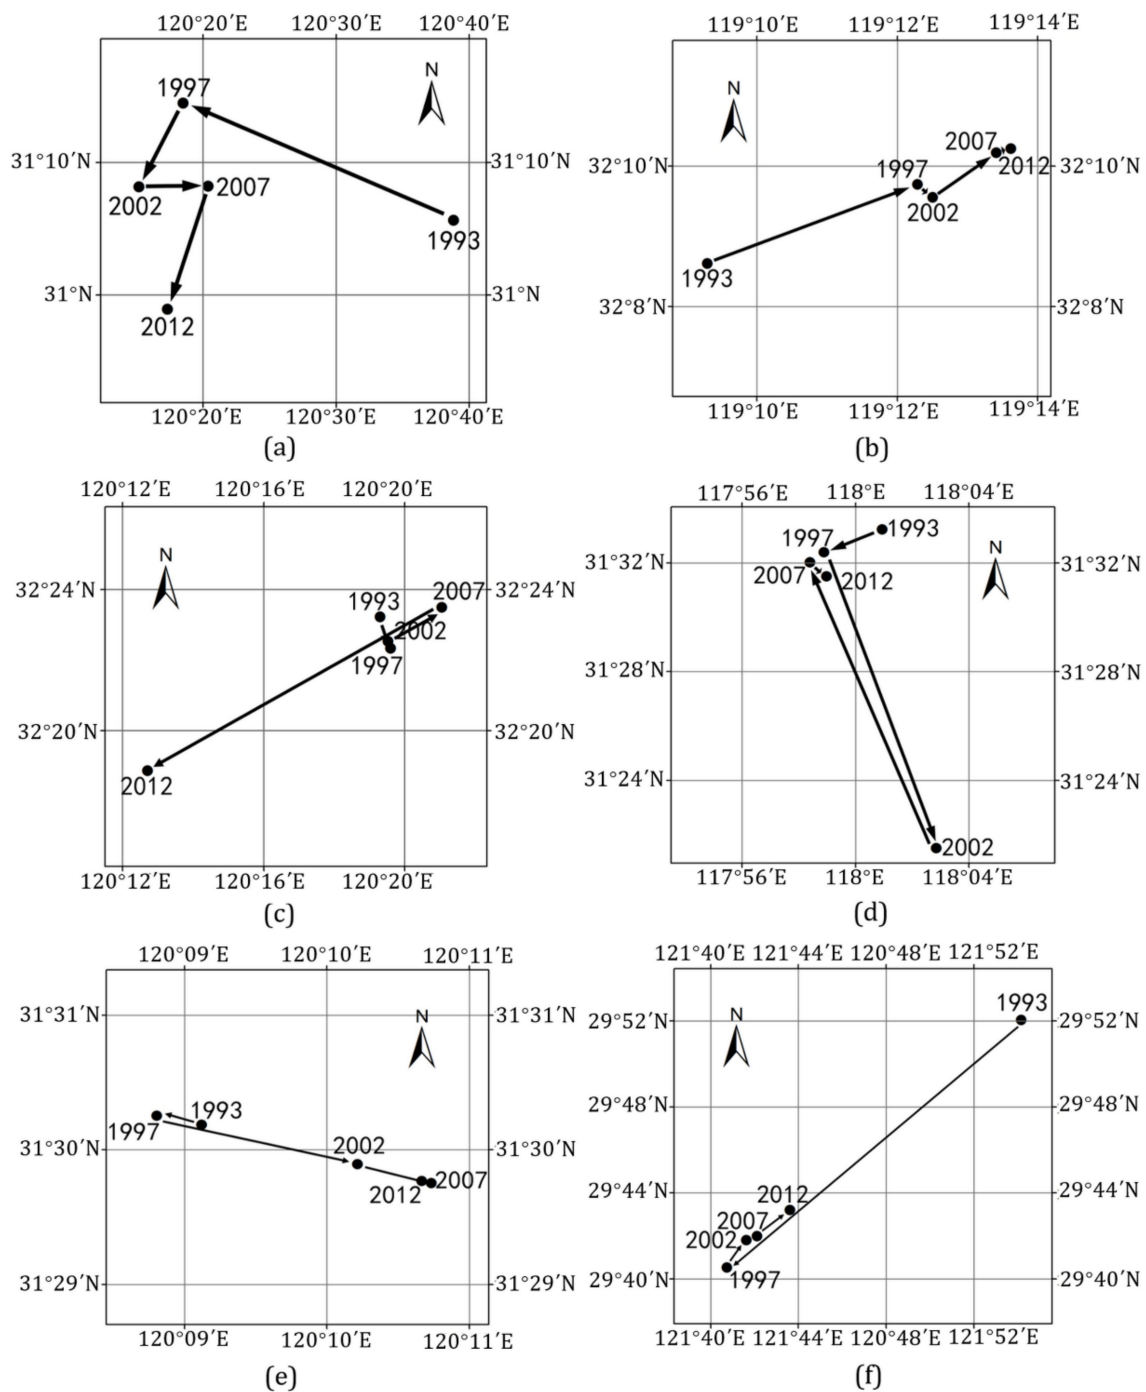 120°20′E 120°30′E 120°40′E
N
1997
31°10′N 31°10′N
2002 2007
1993
31°N 31°N
2012
120°20′E 120°30′E 120°40′E
(a)
119°10′E 119°12′E 119°14′E
N
2007
32°10′N 1997 2012 32°10′N
2002
1993
32°8′N 32°8′N
119°10′E 119°12′E 119°14′E
(b)
120°12′E 120°16′E 120°20′E
N
32°24′N 2007 32°24′N
1993
2002
1997
32°20′N 32°20′N
2012
120°12′E 120°16′E 120°20′E
(c)
117°56′E 118°E 118°04′E
1997 1993
N
31°32′N 31°32′N
2007 2012
31°28′N 31°28′N
31°24′N 31°24′N
2002
117°56′E 118°E 118°04′E
(d)
120°09′E 120°10′E 120°11′E
31°31′N 31°31′N
N
1993
1997
31°30′N 2002 31°30′N
2012 2007
31°29′N 31°29′N
120°09′E 120°10′E 120°11′E
(e)
121°40′E 121°44′E 120°48′E 121°52′E
1993
N
29°52′N 29°52′N
29°48′N 29°48′N
29°44′N 2012 29°44′N
2007
2002
29°40′N 1997 29°40′N
121°40′E 121°44′E 120°48′E 121°52′E
(f)